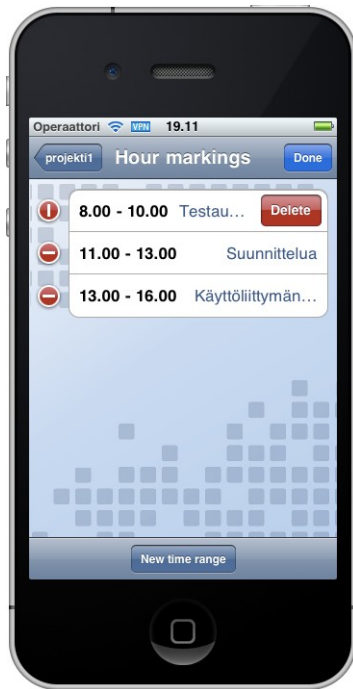 Operaattori VPN 19.11
projekti1 Hour markings Done
8.00 - 10.00 Testau... Delete
11.00 - 13.00 Suunnittelua
13.00 - 16.00 Käyttöliittymän...
New time range